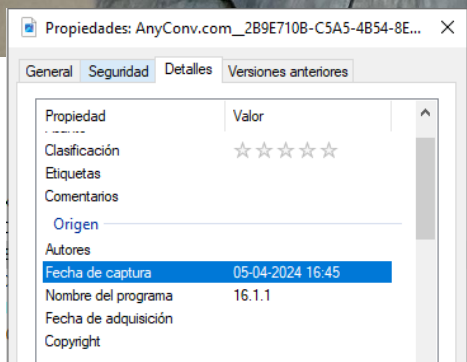 Propiedades: AnyConv.com__2B9E710B-C5A5-4B54-8E...
General Seguridad Detalles Versiones anteriores
Propiedad Valor
Clasificación
Etiquetas
Comentarios
Origen
Autores
Fecha de captura 05-04-2024 16:45
Nombre del programa 16.1.1
Fecha de adquisición
Copyright